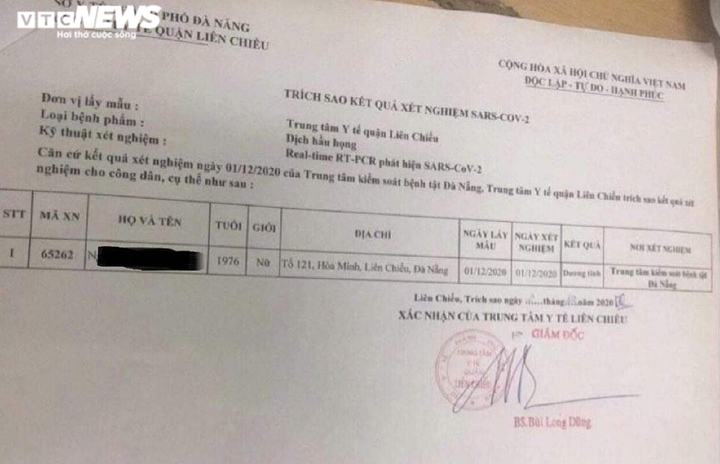 VTC NEWS
Hơi thở cuộc sống
PHỐ ĐÀ NẴNG
TẾ QUẬN LIÊN CHIỂU
CỘNG HÒA XÃ HỘI CHỦ NGHĨA VIỆT NAM
ĐỘC LẬP - TỰ DO - HẠNH PHÚC
TRÍCH SAO KẾT QUẢ XÉT NGHIỆM SARS-COV-2
Đơn vị lấy mẫu : Trung tâm Y tế quận Liên Chiểu
Loại bệnh phẩm : Dịch hầu họng
Kỹ thuật xét nghiệm : Real-time RT-PCR phát hiện SARS-CoV-2
Căn cứ kết quả xét nghiệm ngày 01/12/2020 của Trung tâm kiểm soát bệnh tật Đà Nẵng, Trung tâm Y tế quận Liên Chiểu trích sao kết quả xét
nghiệm cho công dân, cụ thể như sau :
STT MÃ XN HỌ VÀ TÊN TUỔI GIỚI ĐỊA CHỈ NGÀY LẤY MẪU NGÀY XÉT NGHIỆM KẾT QUẢ NƠI XÉT NGHIỆM
1 65262 N 1976 Nữ Tổ 121, Hòa Minh, Liên Chiểu, Đà Nẵng 01/12/2020 01/12/2020 Dương tính Trung tâm kiểm soát bệnh tật Đà Nẵng
Liên Chiểu, Trích sao ngày tháng năm 2020
XÁC NHẬN CỦA TRUNG TÂM Y TẾ LIÊN CHIỂU
GIÁM ĐỐC
TRUNG TÂM
Y TẾ
QUẬN
LIÊN CHIỂU
BS.Bùi Long Dũng